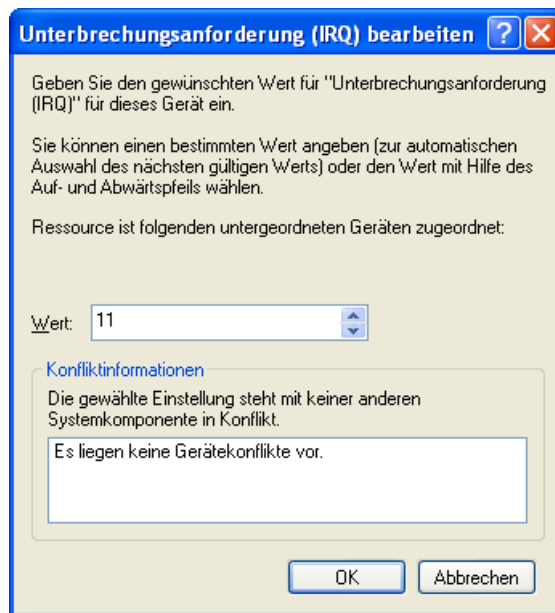 Unterbrechungsanforderung (IRQ) bearbeiten
Geben Sie den gewünschten Wert für "Unterbrechungsanforderung
(IRQ)" für dieses Gerät ein.
Sie können einen bestimmten Wert angeben (zur automatischen
Auswahl des nächsten gültigen Werts) oder den Wert mit Hilfe des
Auf- und Abwärtspfeils wählen.
Ressource ist folgenden untergeordneten Geräten zugeordnet:
Wert: 11
Konfliktinformationen
Die gewählte Einstellung steht mit keiner anderen
Systemkomponente in Konflikt.
Es liegen keine Gerätekonflikte vor.
OK Abbrechen